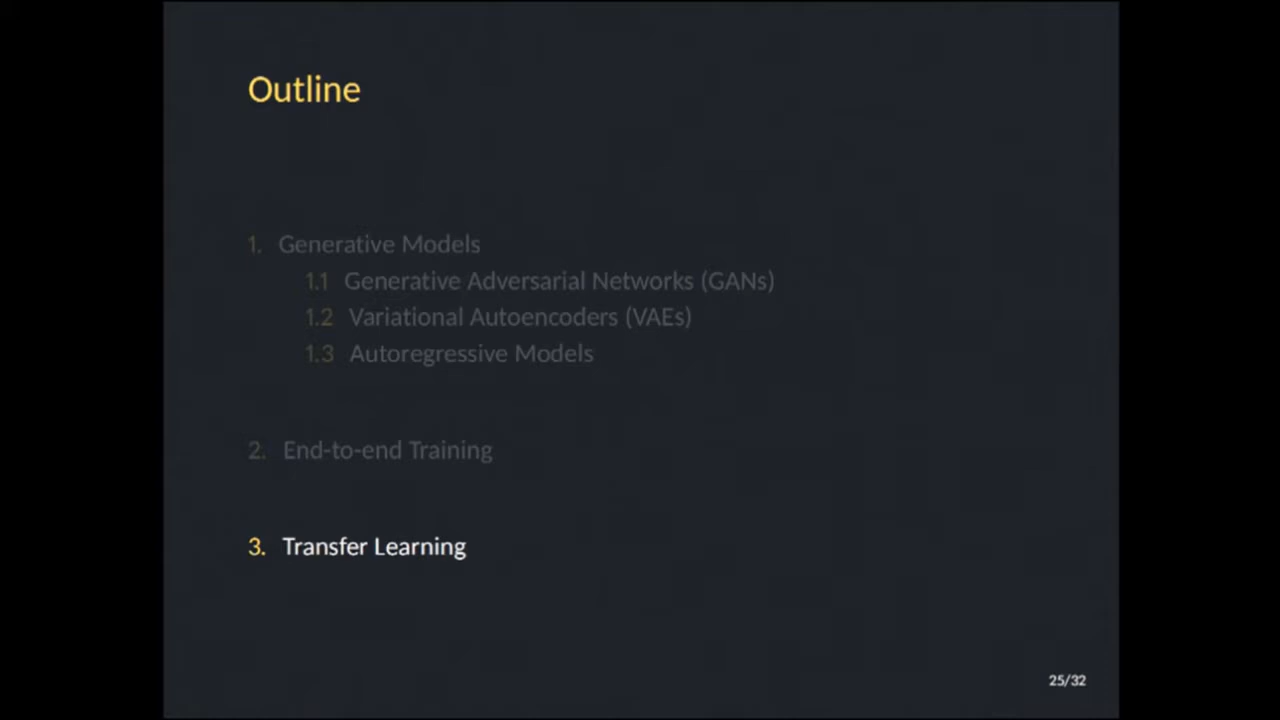 Outline
1. Generative Models
1.1 Generative Adversarial Networks (GANs)
1.2 Variational Autoencoders (VAEs)
1.3 Autoregressive Models
2. End-to-end Training
3. Transfer Learning
25/32